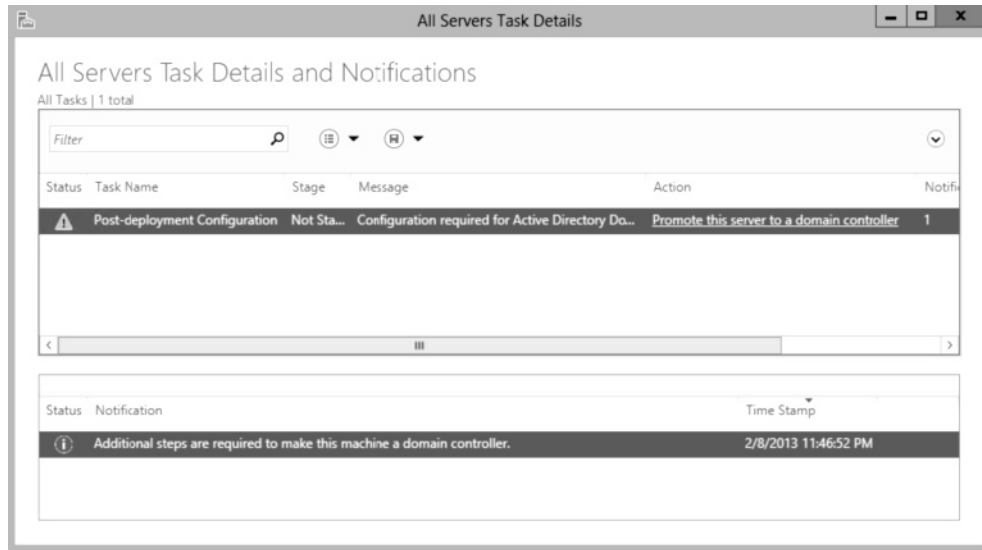 All Servers Task Details
All Servers Task Details and Notifications
All Tasks | 1 total
Filter
Status Task Name Stage Message Action Notifi
Post-deployment Configuration Not Sta... Configuration required for Active Directory Do... Promote this server to a domain controller 1
Status Notification Time Stamp
Additional steps are required to make this machine a domain controller. 2/8/2013 11:46:52 PM